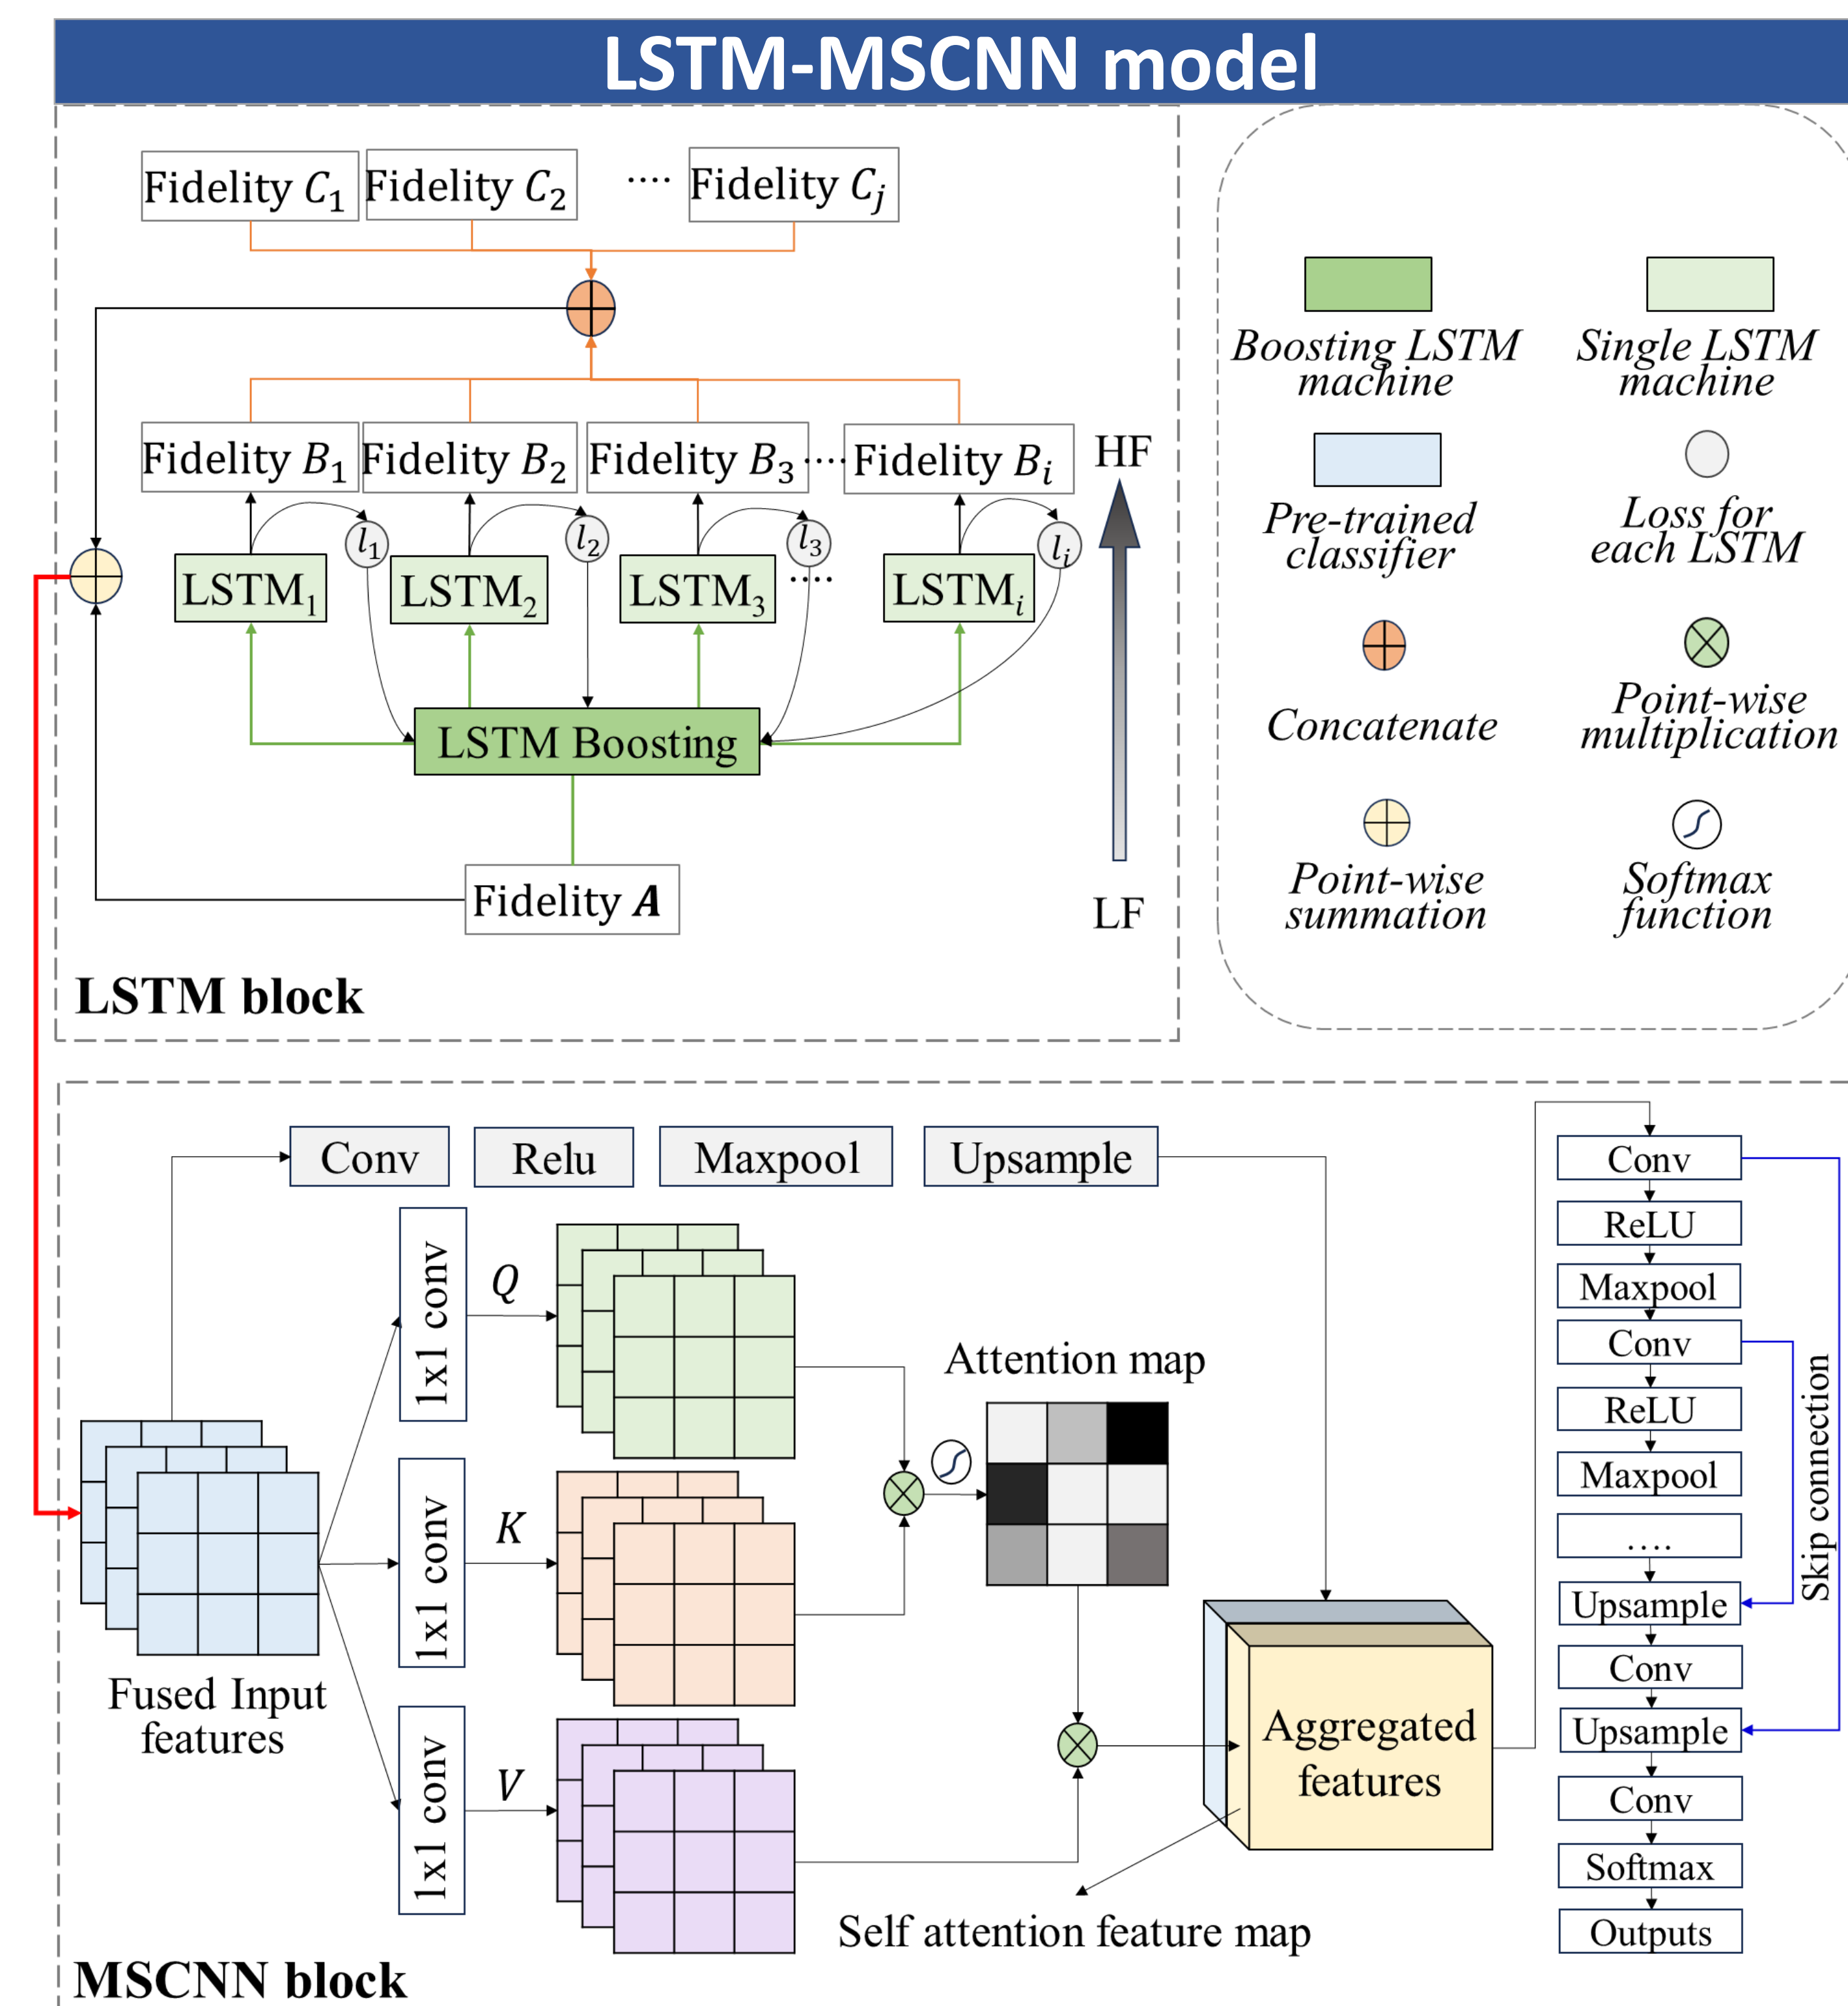 LSTM-MSCNN model
Fidelity C₁
Fidelity C₂
....
Fidelity Cⱼ
Fidelity B₁
Fidelity B₂
Fidelity B₃
....
Fidelity Bᵢ
HF
l₁
l₂
l₃
lᵢ
LSTM₁
LSTM₂
LSTM₃
....
LSTMᵢ
LSTM Boosting
Fidelity A
LF
LSTM block
Boosting LSTM
machine
Single LSTM
machine
Pre-trained
classifier
Loss for
each LSTM
Concatenate
Point-wise
multiplication
Point-wise
summation
Softmax
function
Conv
Relu
Maxpool
Upsample
1x1 conv
Q
1x1 conv
K
1x1 conv
V
Fused Input
features
Attention map
Aggregated
features
Self attention feature map
MSCNN block
Conv
ReLU
Maxpool
Conv
ReLU
Maxpool
....
Upsample
Conv
Upsample
Conv
Softmax
Outputs
Skip connection